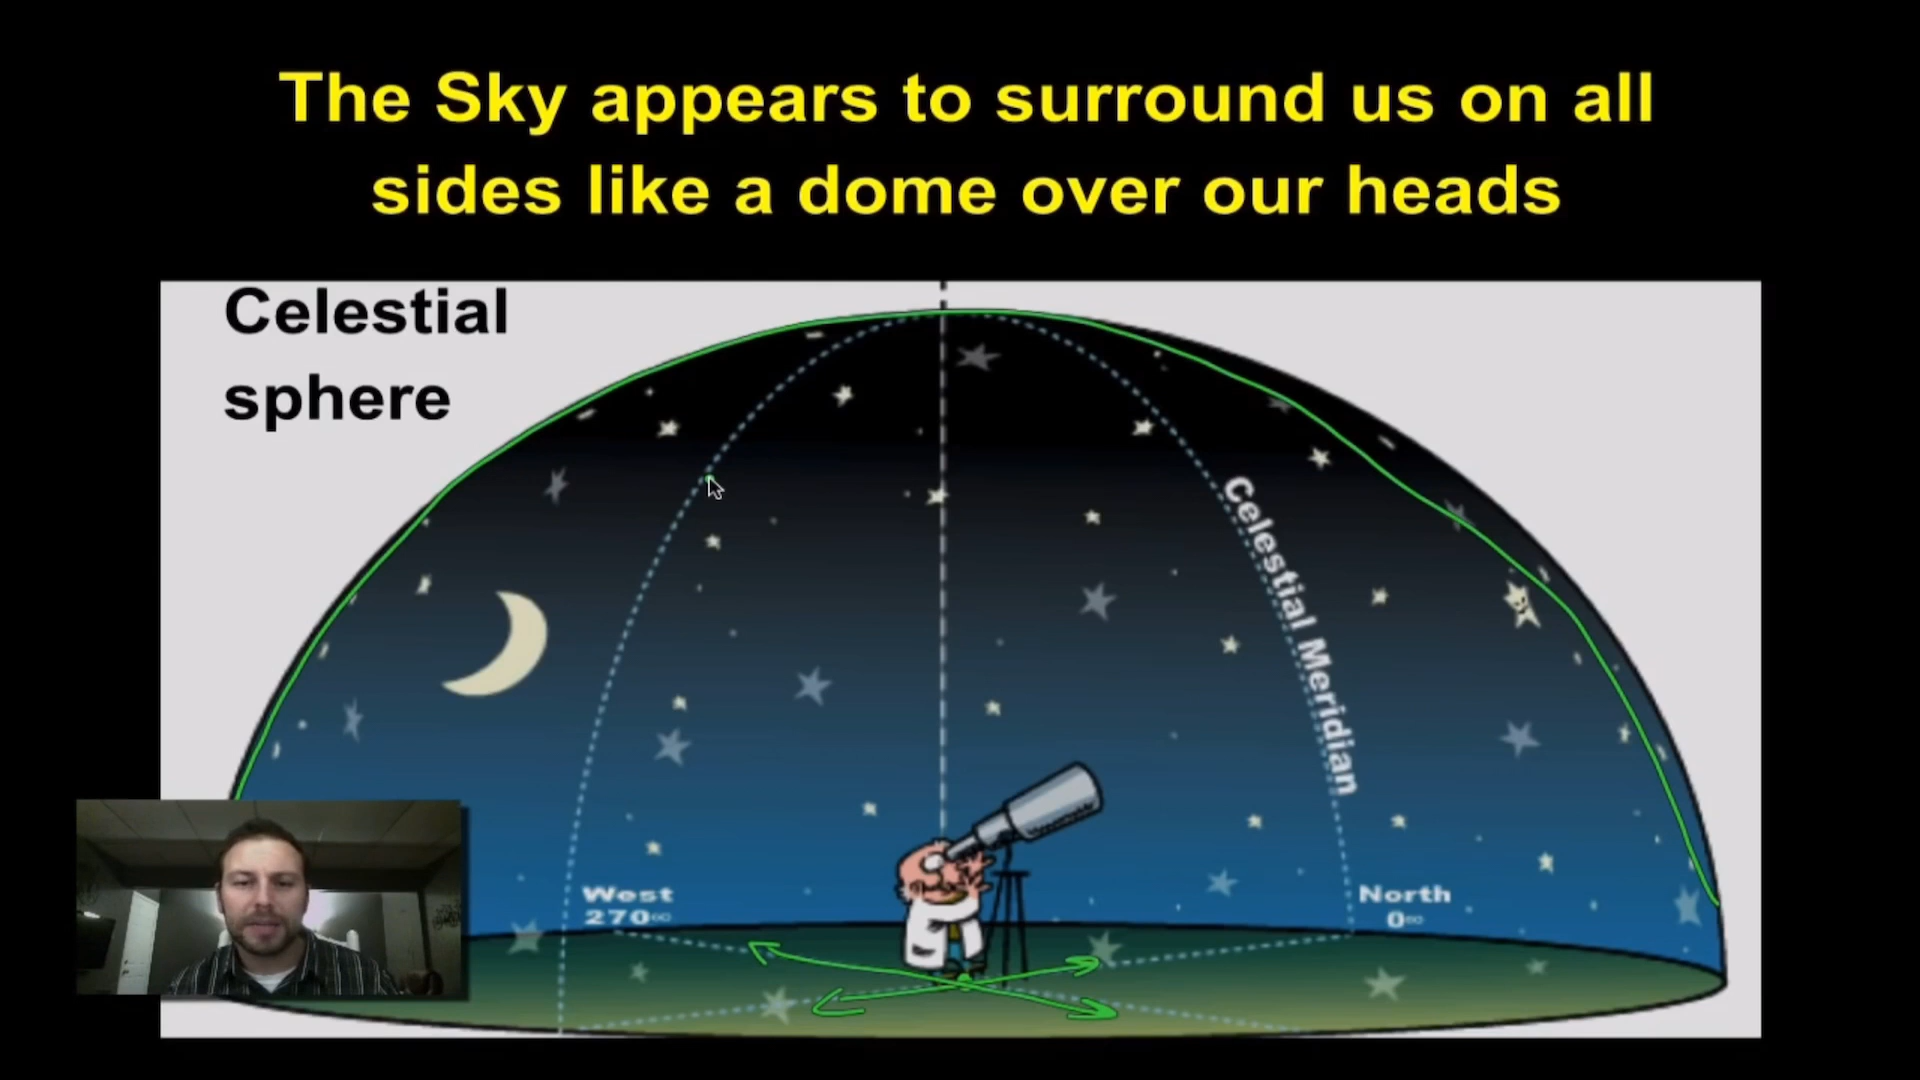 The Sky appears to surround us on all
sides like a dome over our heads
Celestial
sphere
Celestial Meridian
West
270
North
0